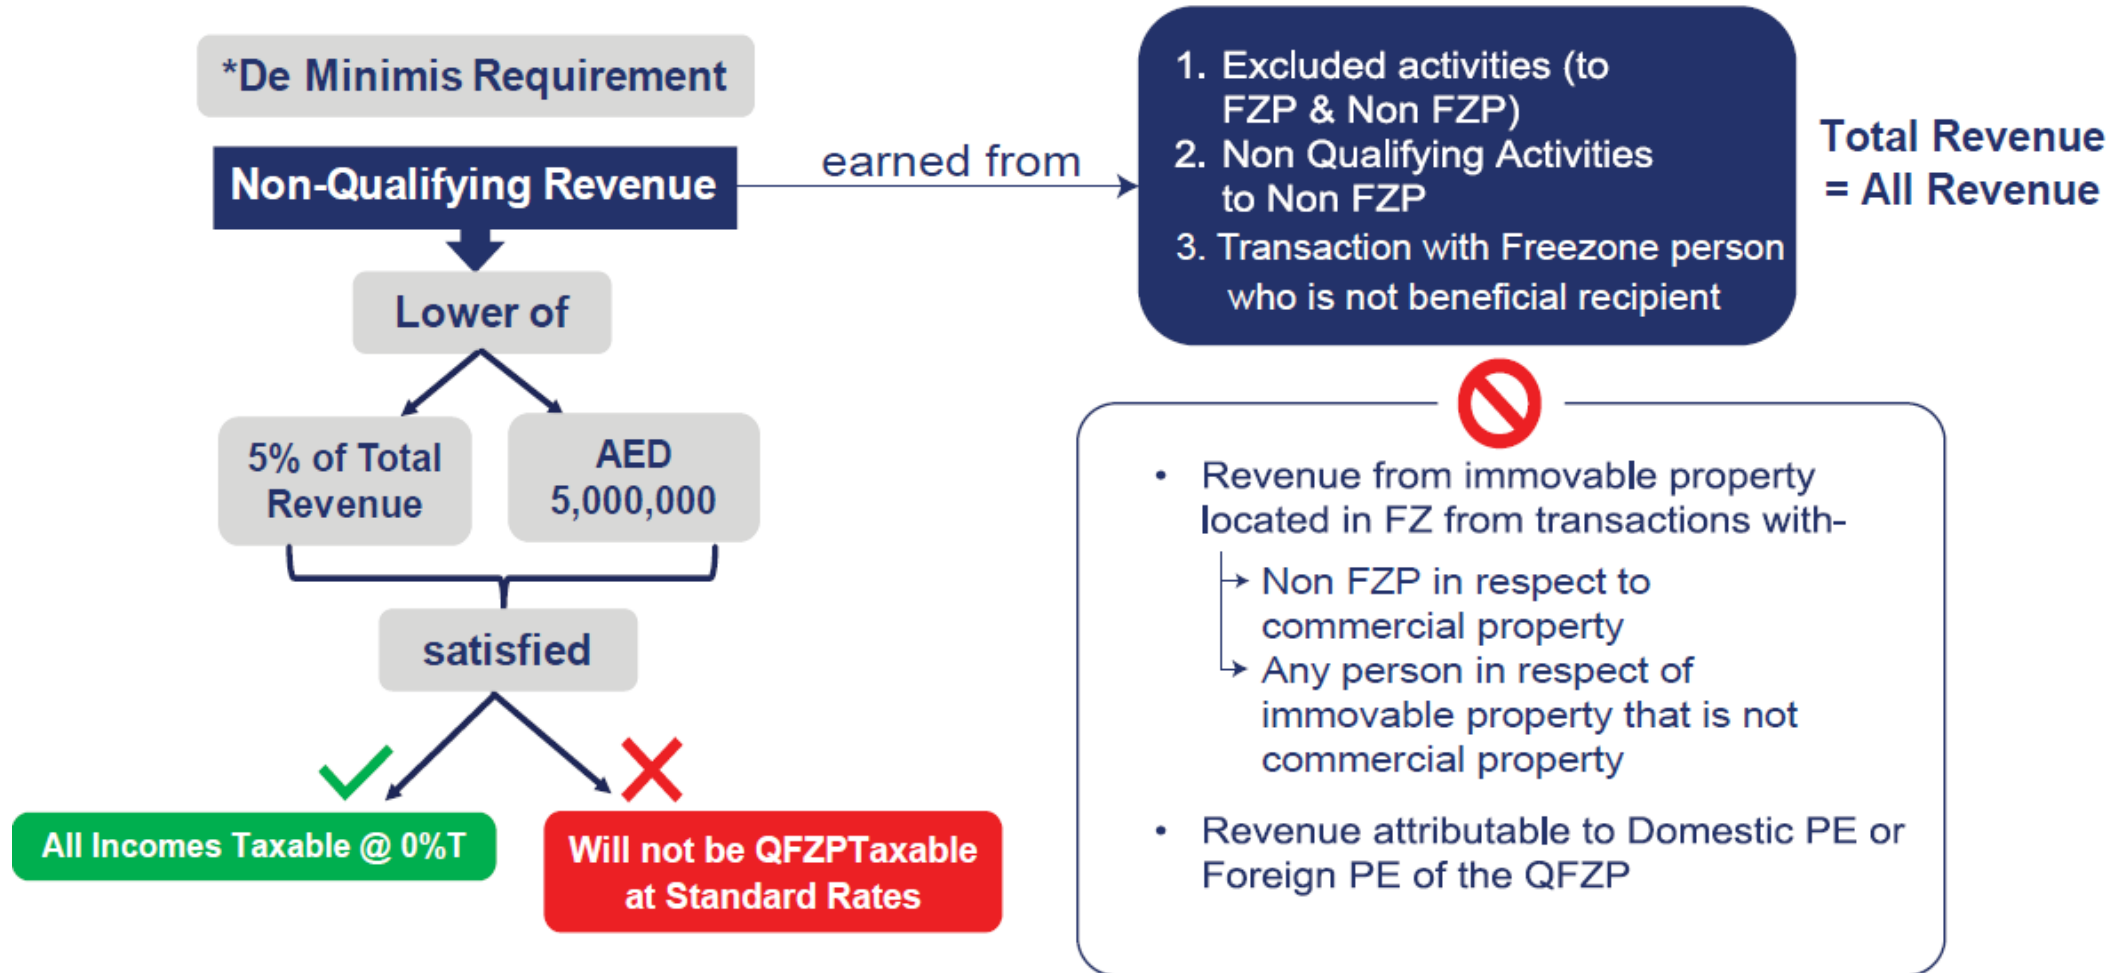 *De Minimis Requirement
Non-Qualifying Revenue
earned from
1. Excluded activities (to
FZP & Non FZP)
2. Non Qualifying Activities
to Non FZP
3. Transaction with Freezone person
who is not beneficial recipient
Total Revenue
= All Revenue
Lower of
5% of Total
Revenue
AED
5,000,000
satisfied
All Incomes Taxable @ 0%T
Will not be QFZPTaxable
at Standard Rates
• Revenue from immovable property
located in FZ from transactions with-
Non FZP in respect to
commercial property
Any person in respect of
immovable property that is not
commercial property
• Revenue attributable to Domestic PE or
Foreign PE of the QFZP